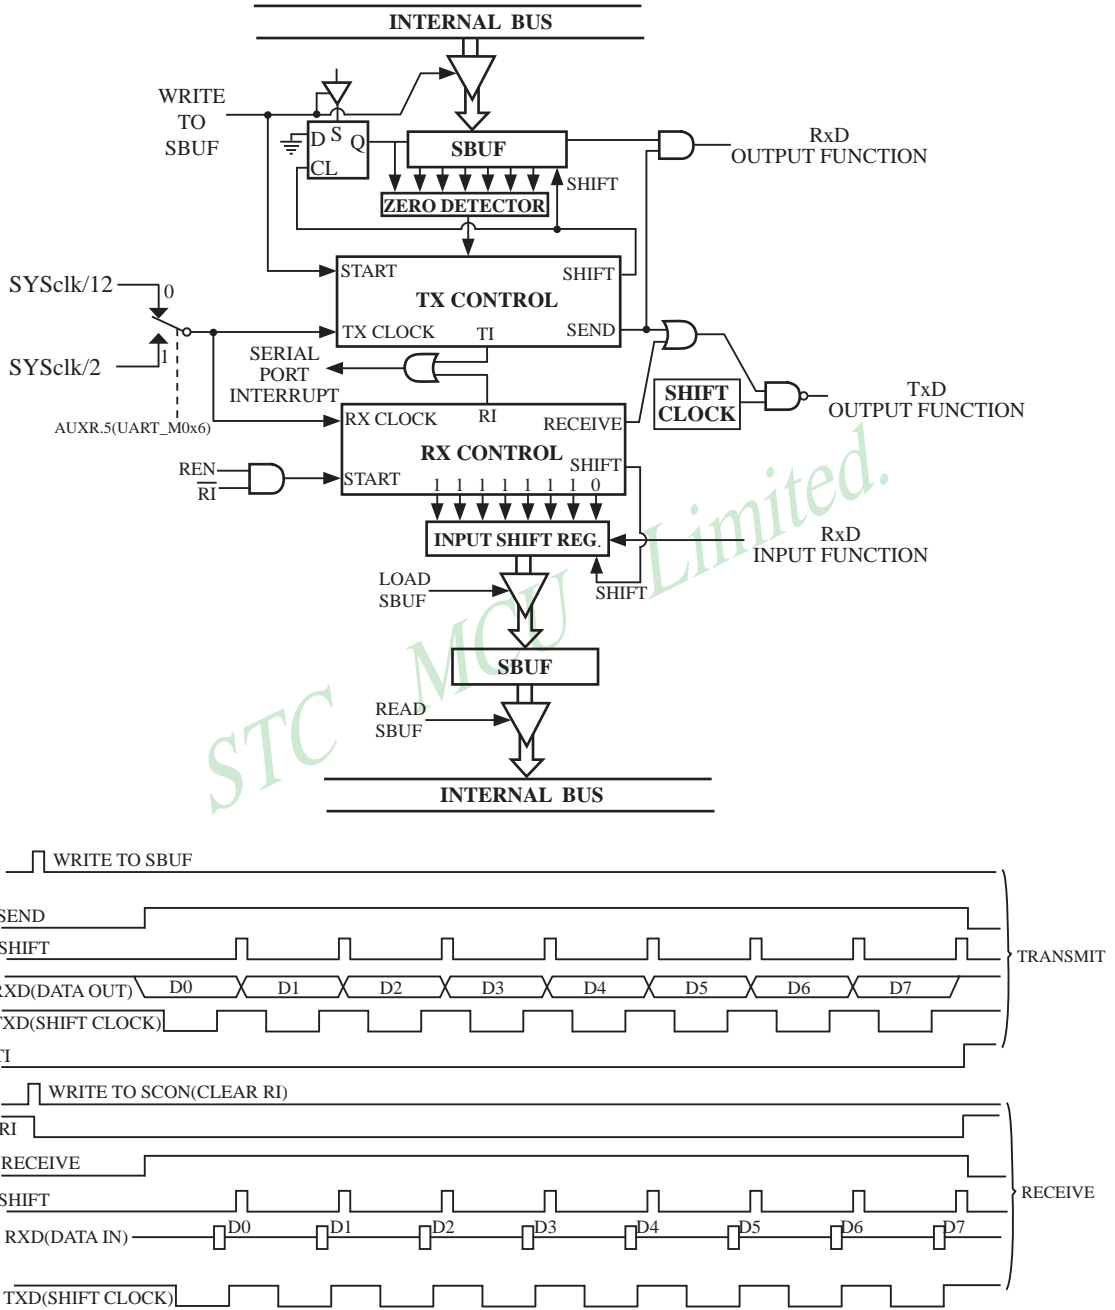 INTERNAL BUS
WRITE
TO
SBUF
D S Q
CL
SBUF
SHIFT
ZERO DETECTOR
RxD
OUTPUT FUNCTION
SYSclk/12
0
1
SYSclk/2
AUXR.5(UART_M0x6)
START
SHIFT
TX CONTROL
TX CLOCK
TI
SEND
SERIAL
PORT
INTERRUPT
SHIFT
CLOCK
TxD
OUTPUT FUNCTION
RX CLOCK
RI
RECEIVE
RX CONTROL
SHIFT
START
1 1 1 1 1 1 1 0
REN
RI
INPUT SHIFT REG.
RxD
INPUT FUNCTION
SHIFT
LOAD
SBUF
SBUF
READ
SBUF
INTERNAL BUS
STC MCU Limited.
WRITE TO SBUF
SEND
SHIFT
RXD(DATA OUT) D0 D1 D2 D3 D4 D5 D6 D7
TXD(SHIFT CLOCK)
TI
TRANSMIT
WRITE TO SCON(CLEAR RI)
RI
RECEIVE
SHIFT
RXD(DATA IN) D0 D1 D2 D3 D4 D5 D6 D7
TXD(SHIFT CLOCK)
RECEIVE